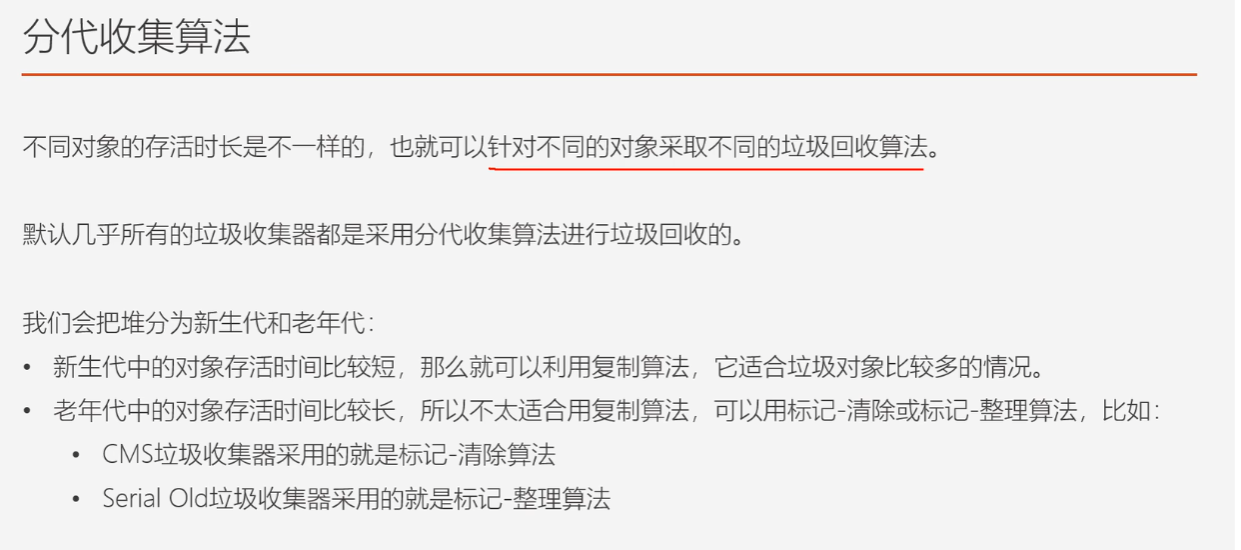 分代收集算法
不同对象的存活时长是不一样的，也就可以针对不同的对象采取不同的垃圾回收算法。
默认几乎所有的垃圾收集器都是采用分代收集算法进行垃圾回收的。
我们会把堆分为新生代和老年代：
• 新生代中的对象存活时间比较短，那么就可以利用复制算法，它适合垃圾对象比较多的情况。
• 老年代中的对象存活时间比较长，所以不太适合用复制算法，可以用标记-清除或标记-整理算法，比如：
• CMS垃圾收集器采用的就是标记-清除算法
• Serial Old垃圾收集器采用的就是标记-整理算法